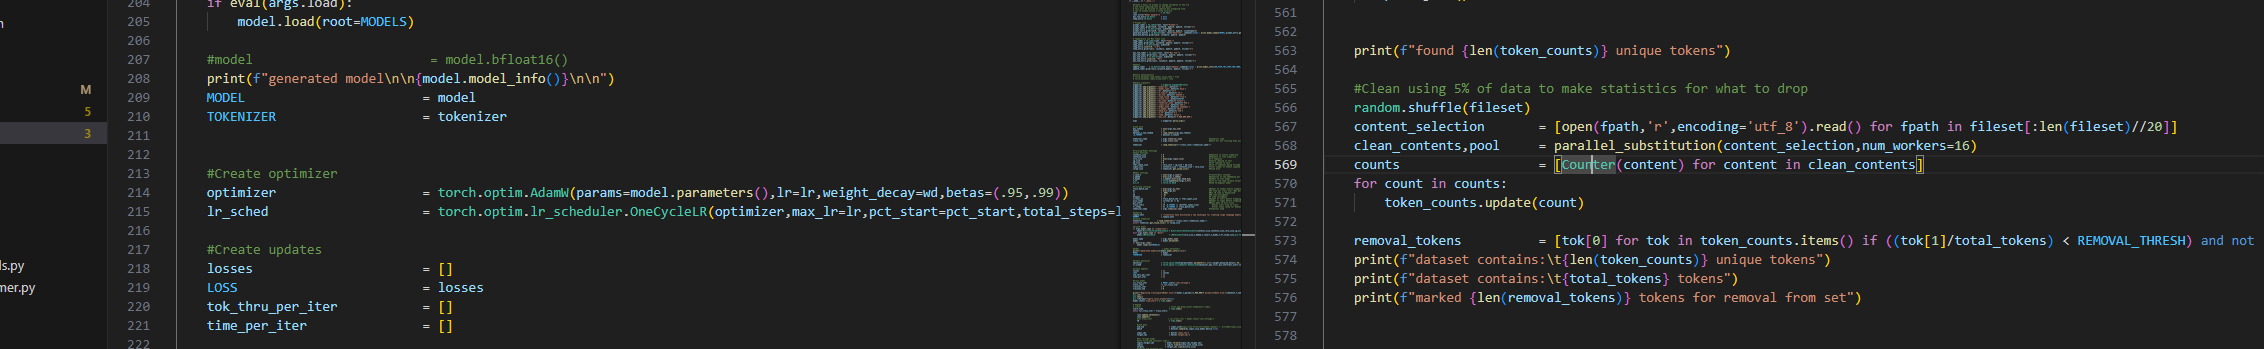 M
5
3
ls.py
mer.py
204 if eval(args.load):
205 model.load(root=MODELS)
206
207 #model = model.bfloat16()
208 print(f"generated model\n\n{model.model_info()}\n\n")
209 MODEL = model
210 TOKENIZER = tokenizer
211
212
213 #Create optimizer
214 optimizer = torch.optim.AdamW(params=model.parameters(),lr=lr,weight_decay=wd,betas=(.95,.99))
215 lr_sched = torch.optim.lr_scheduler.OneCycleLR(optimizer,max_lr=lr,pct_start=pct_start,total_steps=l
216
217 #Create updates
218 losses = []
219 LOSS = losses
220 tok_thru_per_iter = []
221 time_per_iter = []
222
561
562
563 print(f"found {len(token_counts)} unique tokens")
564
565 #Clean using 5% of data to make statistics for what to drop
566 random.shuffle(fileset)
567 content_selection = [open(fpath,'r',encoding='utf_8').read() for fpath in fileset[:len(fileset)//20]]
568 clean_contents,pool = parallel_substitution(content_selection,num_workers=16)
569 counts = [Counter(content) for content in clean_contents]
570 for count in counts:
571 token_counts.update(count)
572
573 removal_tokens = [tok[0] for tok in token_counts.items() if ((tok[1]/total_tokens) < REMOVAL_THRESH) and not
574 print(f"dataset contains:\t{len(token_counts)} unique tokens")
575 print(f"dataset contains:\t{total_tokens} tokens")
576 print(f"marked {len(removal_tokens)} tokens for removal from set")
577
578